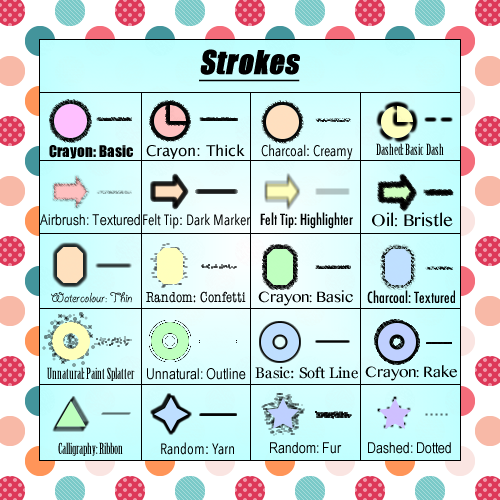 Strokes
Crayon: Basic
Crayon: Thick
Charcoal: Creamy
Dashed: Basic Dash
Airbrush: Textured
Felt Tip: Dark Marker
Felt Tip: Highlighter
Oil: Bristle
Watercolour: Thin
Random: Confetti
Crayon: Basic
Charcoal: Textured
Unnatural: Paint Splatter
Unnatural: Outline
Basic: Soft Line
Crayon: Rake
Calligraphy: Ribbon
Random: Yarn
Random: Fur
Dashed: Dotted